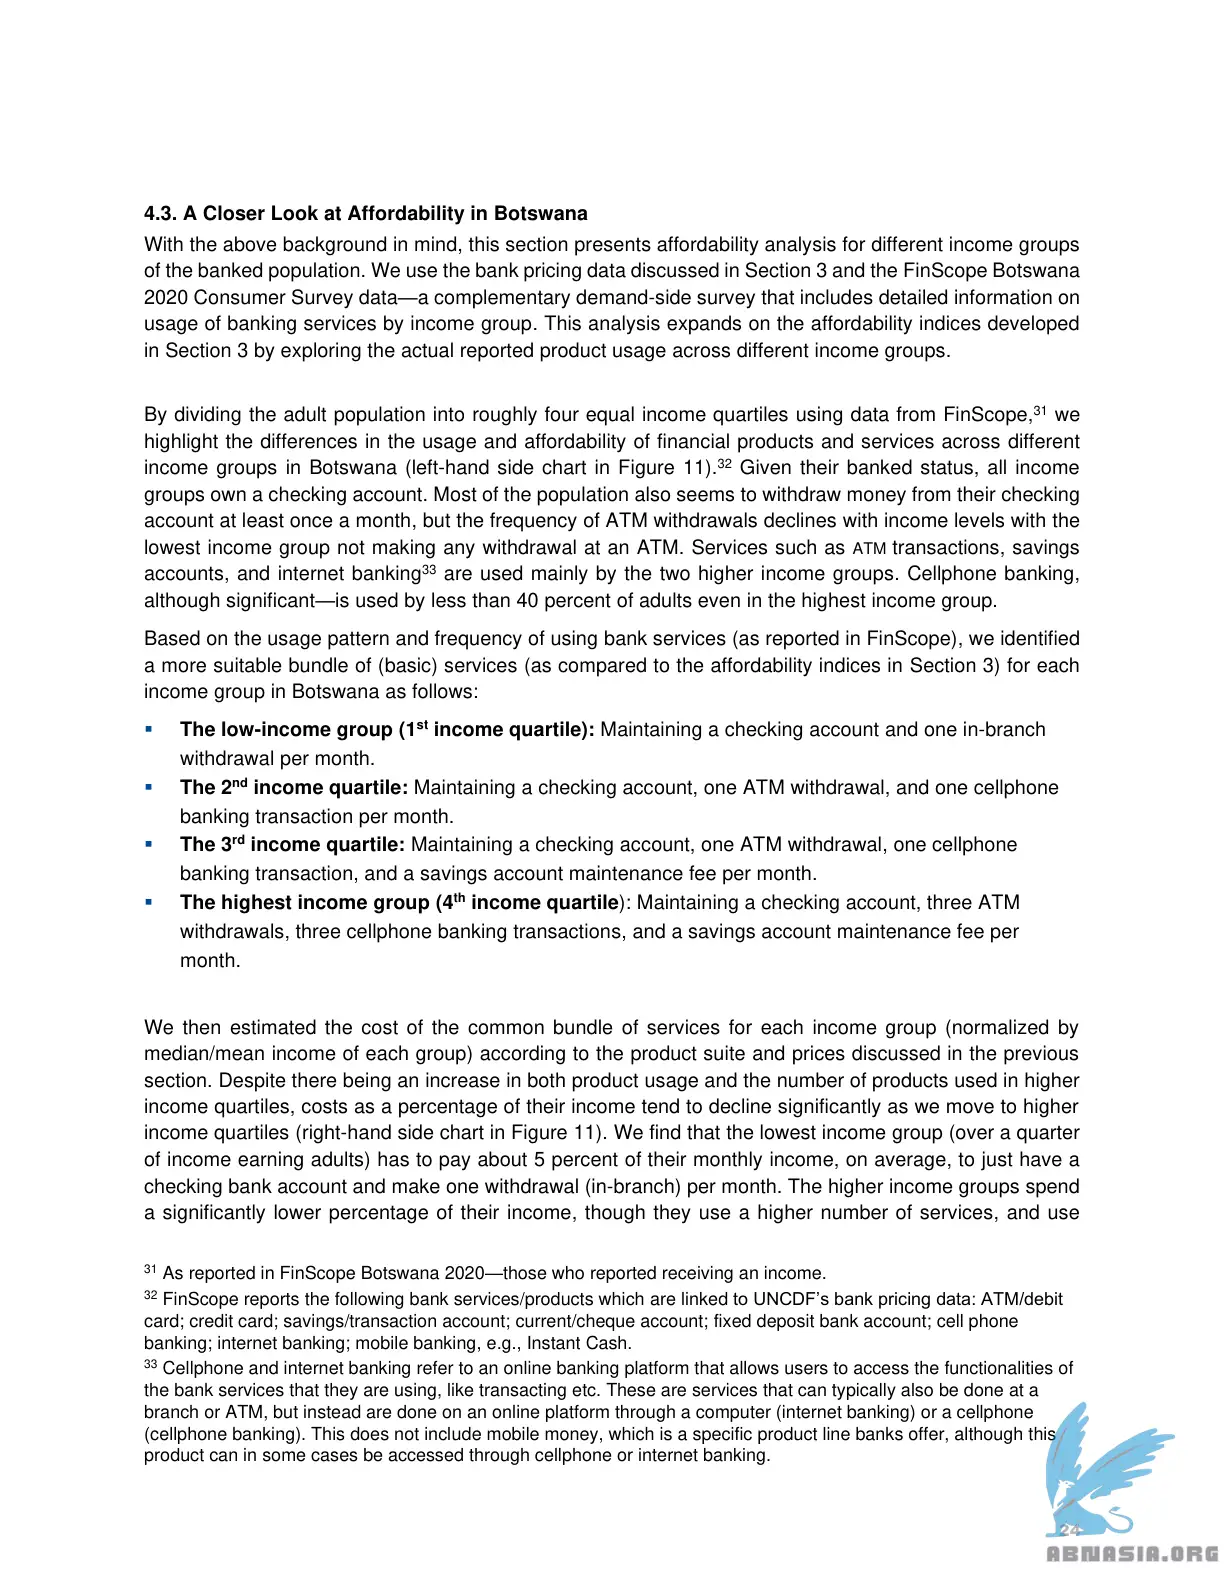 4.3. A Closer Look at Affordability in Botswana
With the above background in mind, this section presents affordability analysis for different income groups
of the banked population. We use the bank pricing data discussed in Section 3 and the FinScope Botswana
2020 Consumer Survey data—a complementary demand-side survey that includes detailed information on
usage of banking services by income group. This analysis expands on the affordability indices developed
in Section 3 by exploring the actual reported product usage across different income groups.
By dividing the adult population into roughly four equal income quartiles using data from FinScope,31 we
highlight the differences in the usage and affordability of financial products and services across different
income groups in Botswana (left-hand side chart in Figure 11).32 Given their banked status, all income
groups own a checking account. Most of the population also seems to withdraw money from their checking
account at least once a month, but the frequency of ATM withdrawals declines with income levels with the
lowest income group not making any withdrawal at an ATM. Services such as ATM transactions, savings
accounts, and internet banking33 are used mainly by the two higher income groups. Cellphone banking,
although significant—is used by less than 40 percent of adults even in the highest income group.
Based on the usage pattern and frequency of using bank services (as reported in FinScope), we identified
a more suitable bundle of (basic) services (as compared to the affordability indices in Section 3) for each
income group in Botswana as follows:
▪ The low-income group (1st income quartile): Maintaining a checking account and one in-branch
withdrawal per month.
▪ The 2nd income quartile: Maintaining a checking account, one ATM withdrawal, and one cellphone
banking transaction per month.
▪ The 3rd income quartile: Maintaining a checking account, one ATM withdrawal, one cellphone
banking transaction, and a savings account maintenance fee per month.
▪ The highest income group (4th income quartile): Maintaining a checking account, three ATM
withdrawals, three cellphone banking transactions, and a savings account maintenance fee per
month.
We then estimated the cost of the common bundle of services for each income group (normalized by
median/mean income of each group) according to the product suite and prices discussed in the previous
section. Despite there being an increase in both product usage and the number of products used in higher
income quartiles, costs as a percentage of their income tend to decline significantly as we move to higher
income quartiles (right-hand side chart in Figure 11). We find that the lowest income group (over a quarter
of income earning adults) has to pay about 5 percent of their monthly income, on average, to just have a
checking bank account and make one withdrawal (in-branch) per month. The higher income groups spend
a significantly lower percentage of their income, though they use a higher number of services, and use
31 As reported in FinScope Botswana 2020—those who reported receiving an income.
32 FinScope reports the following bank services/products which are linked to UNCDF’s bank pricing data: ATM/debit
card; credit card; savings/transaction account; current/cheque account; fixed deposit bank account; cell phone
banking; internet banking; mobile banking, e.g., Instant Cash.
33 Cellphone and internet banking refer to an online banking platform that allows users to access the functionalities of
the bank services that they are using, like transacting etc. These are services that can typically also be done at a
branch or ATM, but instead are done on an online platform through a computer (internet banking) or a cellphone
(cellphone banking). This does not include mobile money, which is a specific product line banks offer, although this
product can in some cases be accessed through cellphone or internet banking.
24
ABNASIA.ORG